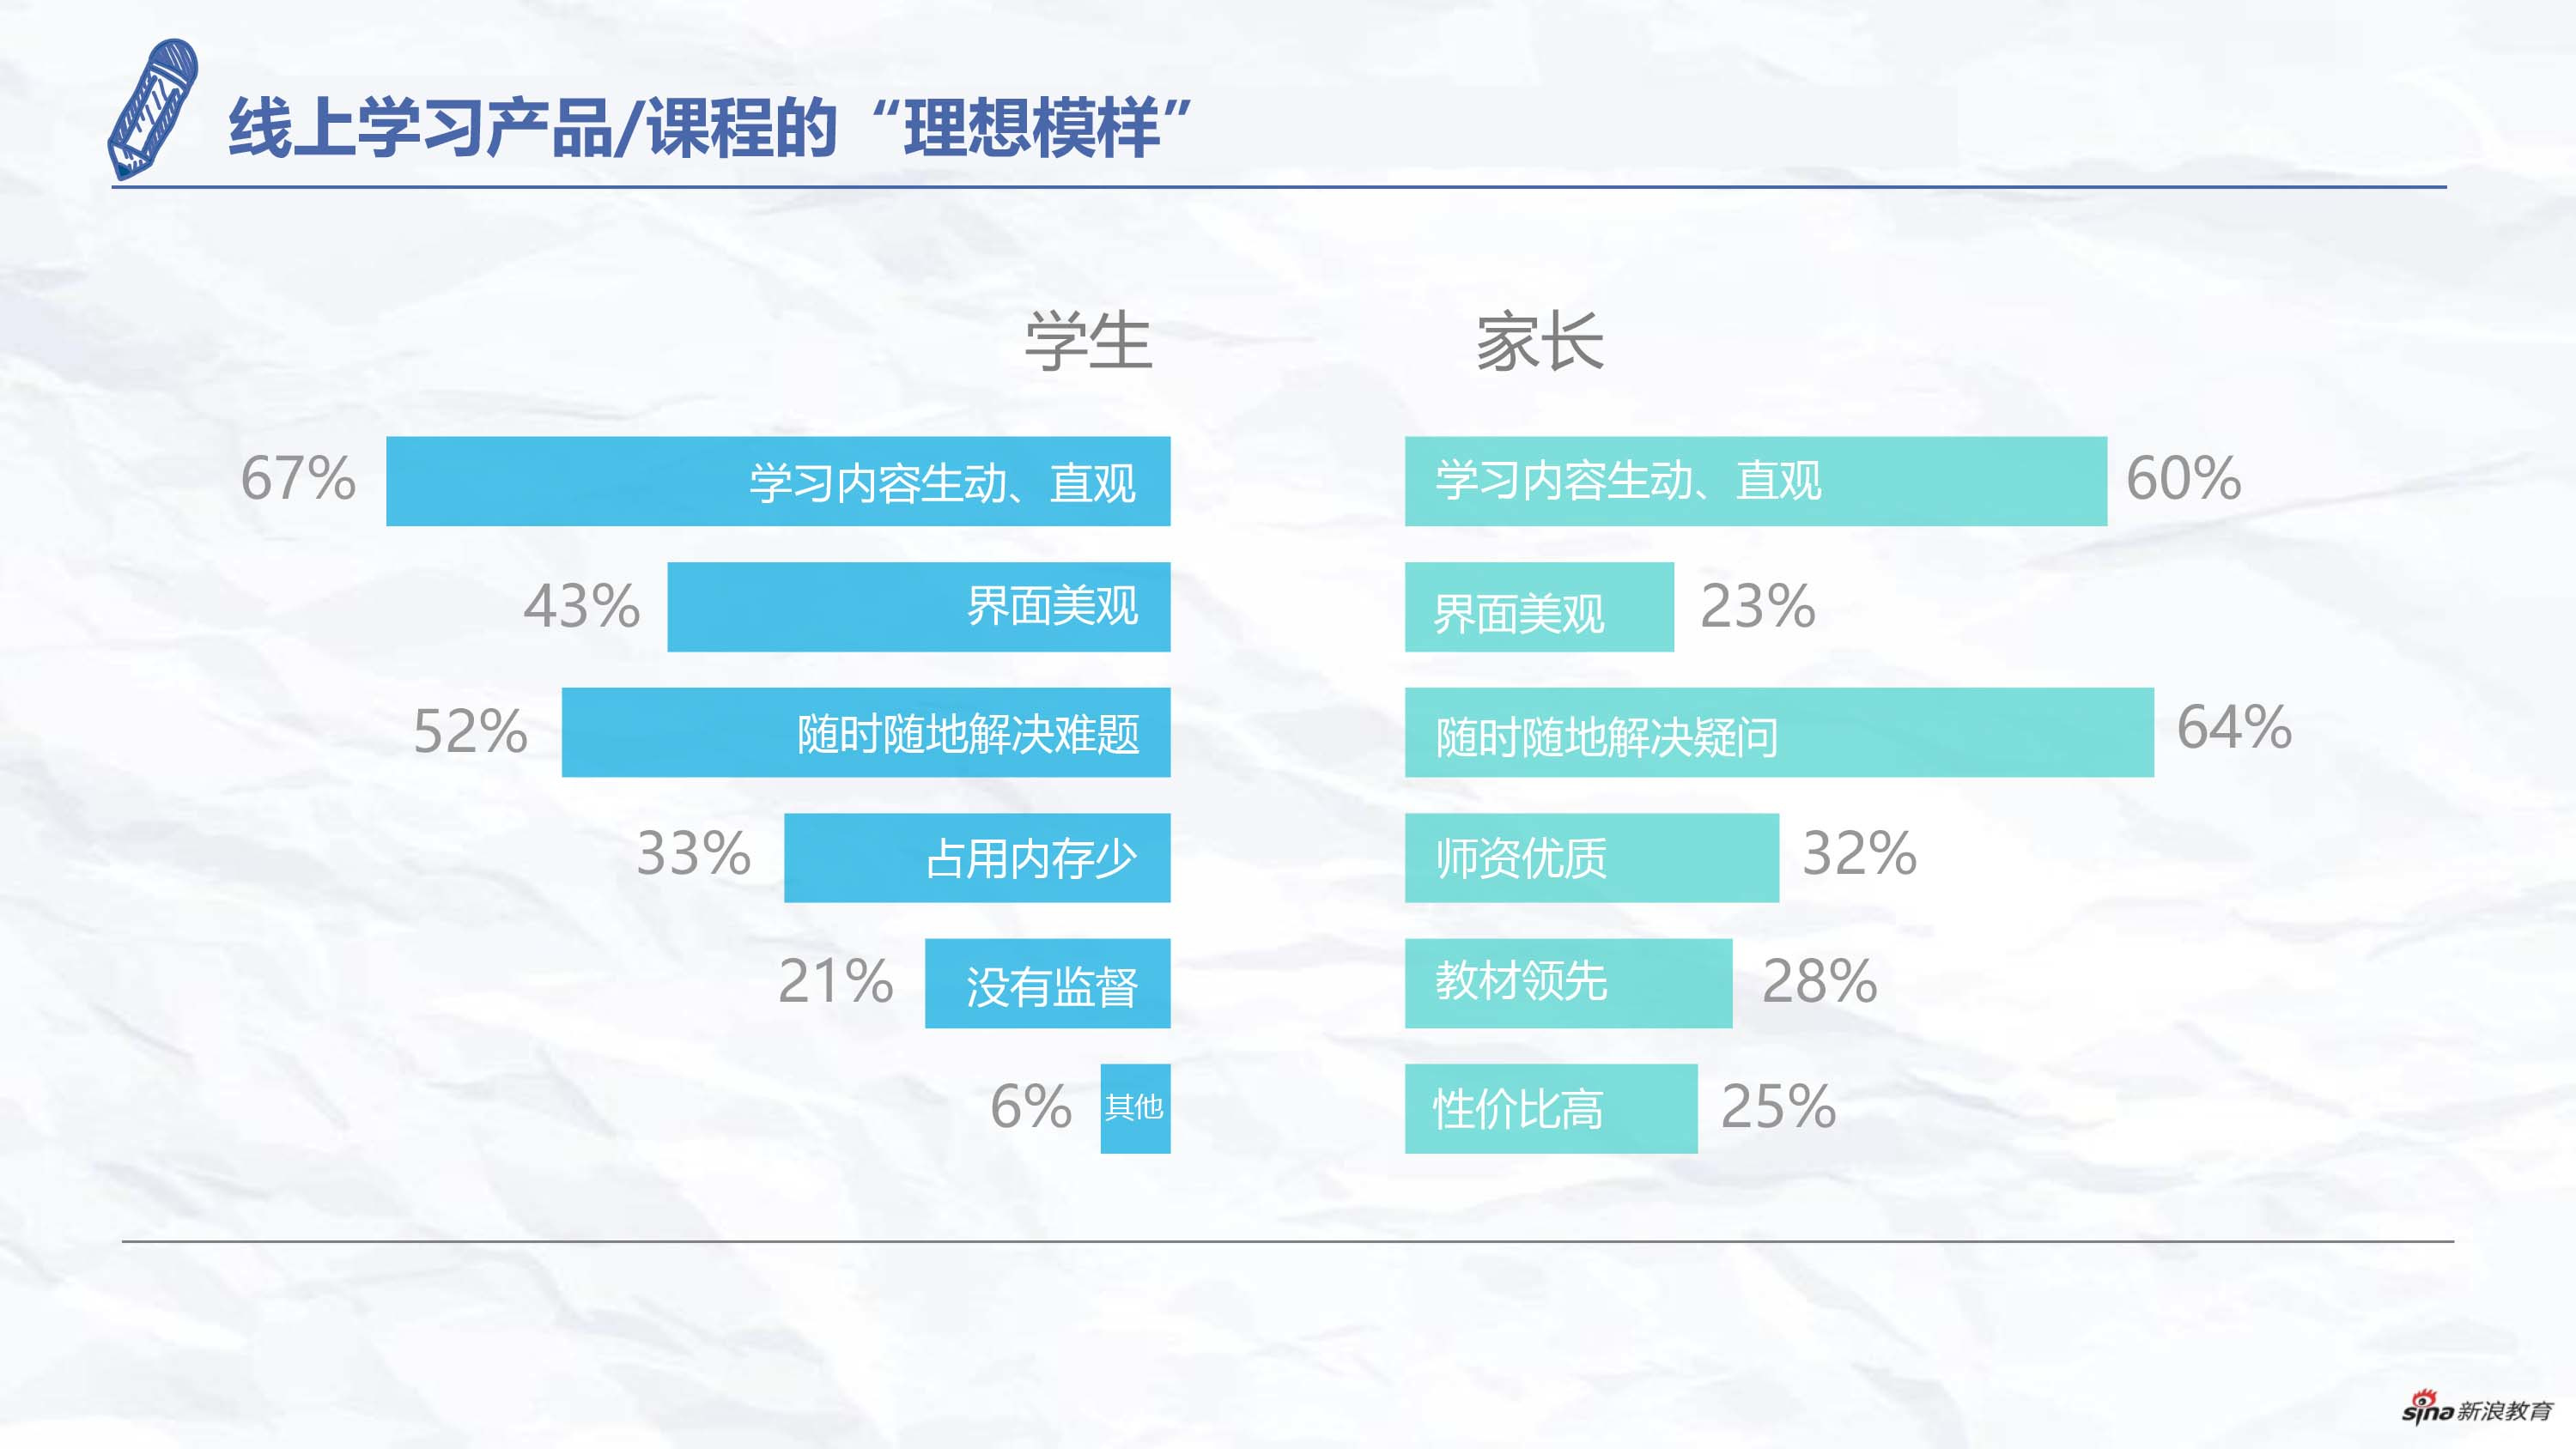 线上学习产品/课程的“理想模样”
学生
家长
67%
学习内容生动、直观
学习内容生动、直观
60%
43%
界面美观
界面美观
23%
52%
随时随地解决难题
随时随地解决疑问
64%
33%
占用内存少
师资优质
32%
21%
没有监督
教材领先
28%
6%
其他
性价比高
25%
sina新浪教育